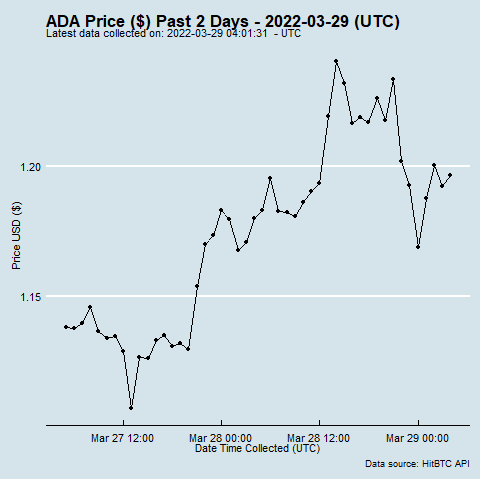 ADA Price ($) Past 2 Days - 2022-03-29 (UTC)
Latest data collected on: 2022-03-29 04:01:31 - UTC
1.20
Price USD ($)
1.15
Mar 27 12:00 Mar 28 00:00 Mar 28 12:00 Mar 29 00:00
Date Time Collected (UTC)
Data source: HitBTC API